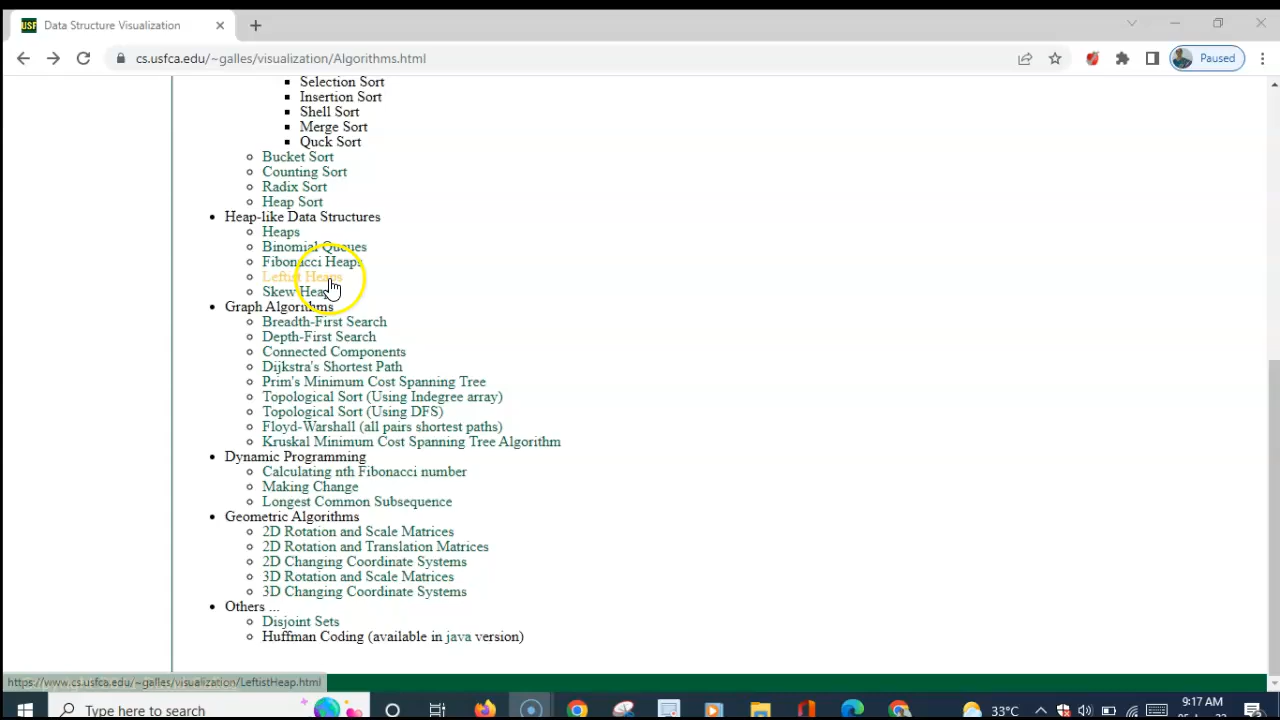 USF Data Structure Visualization
cs.usfca.edu/~galles/visualization/Algorithms.html
Paused
Selection Sort
Insertion Sort
Shell Sort
Merge Sort
Quck Sort
Bucket Sort
Counting Sort
Radix Sort
Heap Sort
Heap-like Data Structures
Heaps
Binomial Queues
Fibonacci Heaps
Leftist Heaps
Skew Heaps
Graph Algorithms
Breadth-First Search
Depth-First Search
Connected Components
Dijkstra's Shortest Path
Prim's Minimum Cost Spanning Tree
Topological Sort (Using Indegree array)
Topological Sort (Using DFS)
Floyd-Warshall (all pairs shortest paths)
Kruskal Minimum Cost Spanning Tree Algorithm
Dynamic Programming
Calculating nth Fibonacci number
Making Change
Longest Common Subsequence
Geometric Algorithms
2D Rotation and Scale Matrices
2D Rotation and Translation Matrices
2D Changing Coordinate Systems
3D Rotation and Scale Matrices
3D Changing Coordinate Systems
Others ...
Disjoint Sets
Huffman Coding (available in java version)
https://www.cs.usfca.edu/~galles/visualization/LeftistHeap.html
Type here to search
33°C
9:17 AM